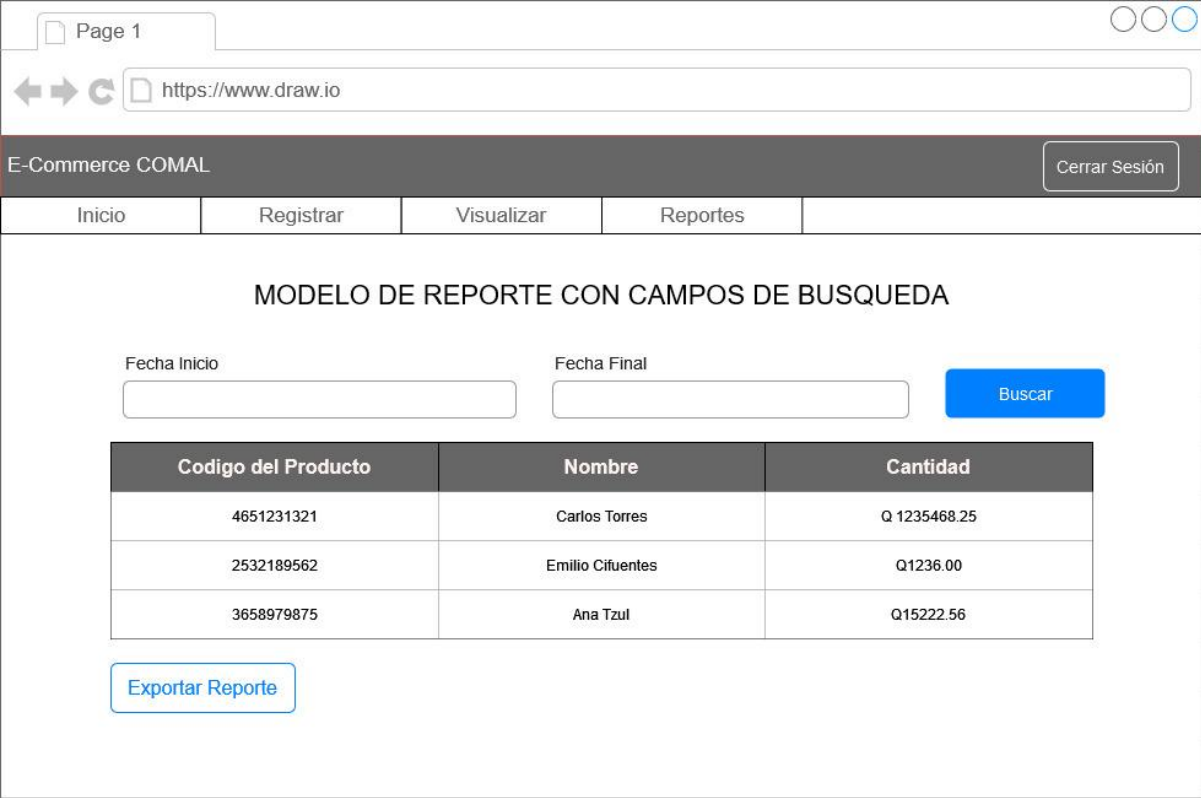 Page 1
https://www.draw.io
E-Commerce COMAL
Cerrar Sesión
Inicio Registrar Visualizar Reportes
MODELO DE REPORTE CON CAMPOS DE BUSQUEDA
Fecha Inicio Fecha Final
Buscar
Codigo del Producto Nombre Cantidad
4651231321 Carlos Torres Q 1235468.25
2532189562 Emilio Cifuentes Q1236.00
3658979875 Ana Tzul Q15222.56
Exportar Reporte